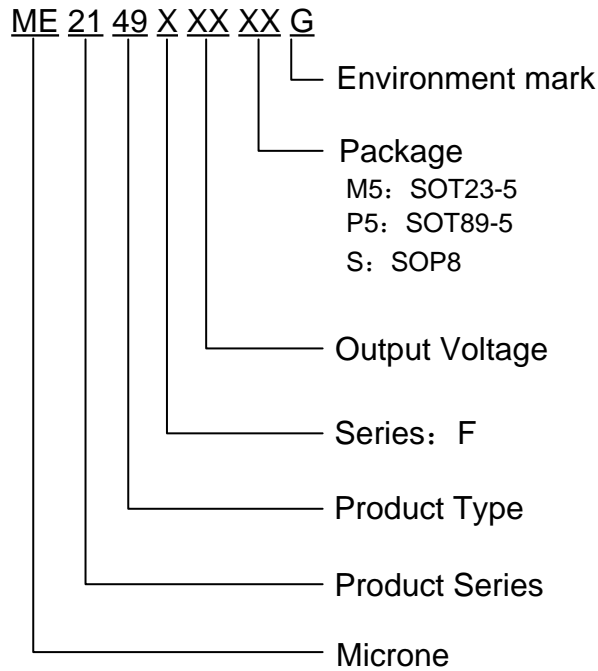 ME 21 49 X XX XX G
Environment mark
Package
M5：SOT23-5
P5：SOT89-5
S：SOP8
Output Voltage
Series：F
Product Type
Product Series
Microne